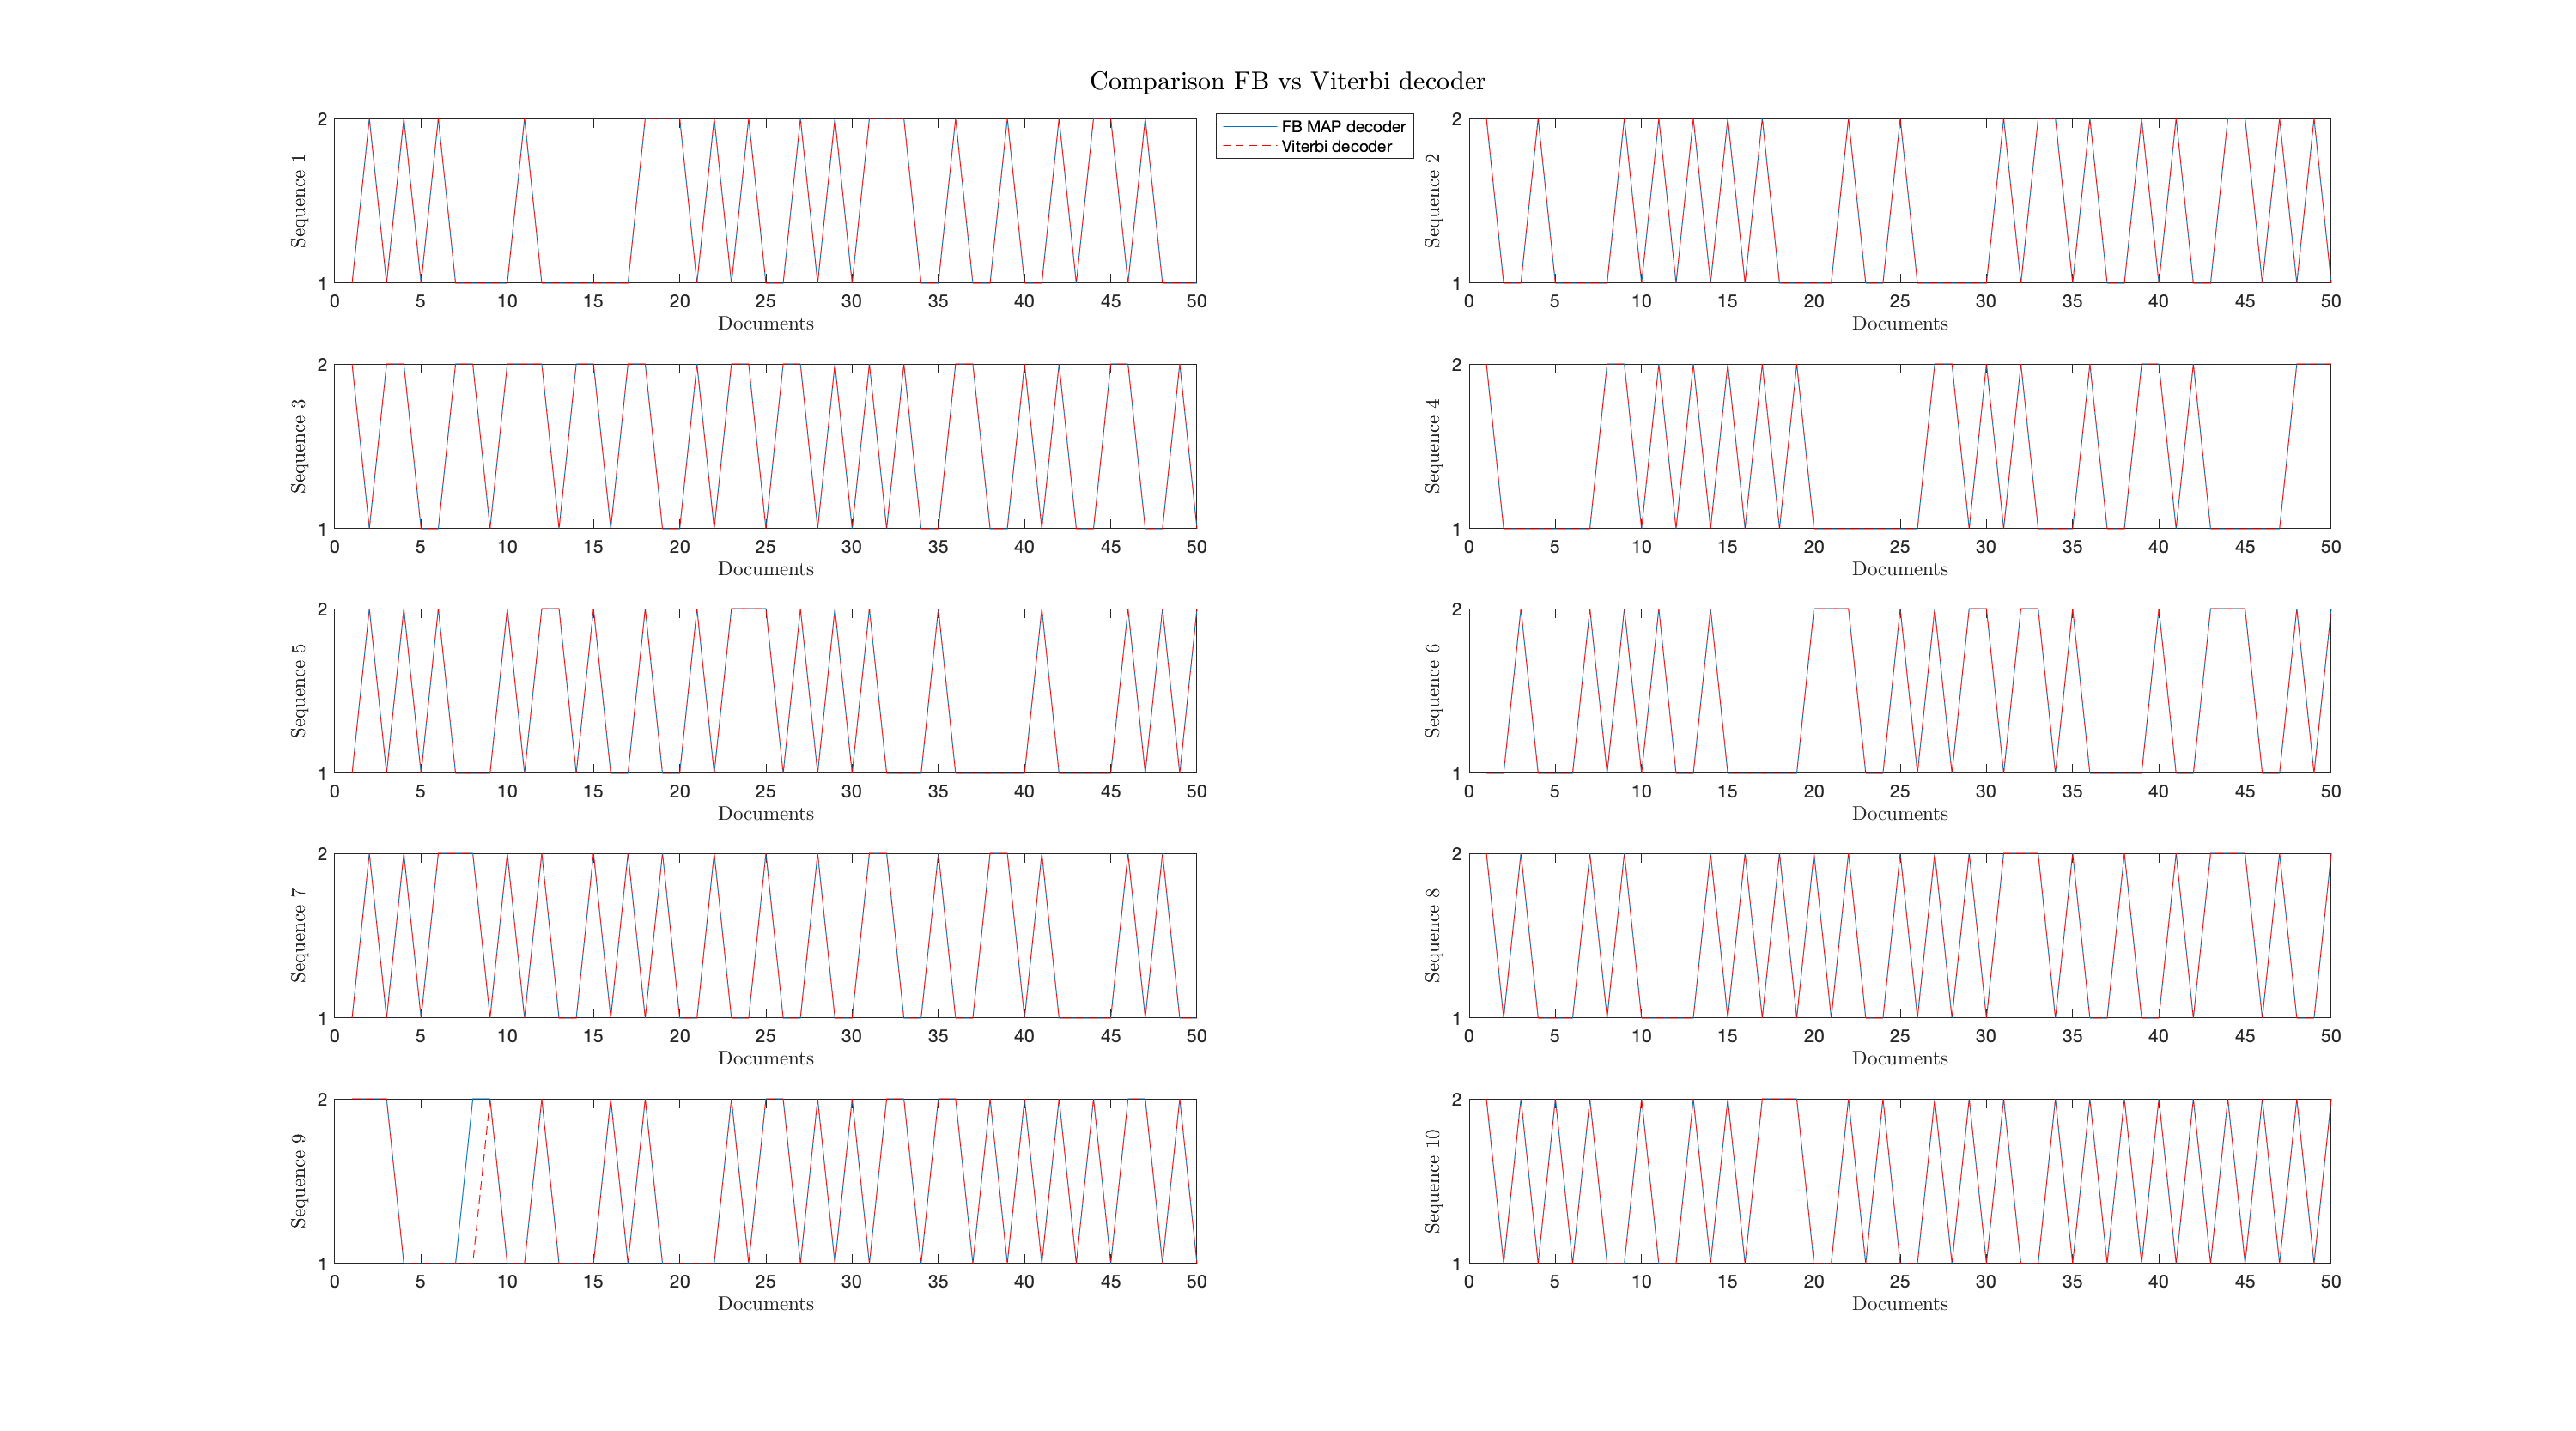 Comparison FB vs Viterbi decoder
FB MAP decoder
Viterbi decoder
2
1
Sequence 1
0 5 10 15 20 25 30 35 40 45 50
Documents
2
1
Sequence 2
0 5 10 15 20 25 30 35 40 45 50
Documents
2
1
Sequence 3
0 5 10 15 20 25 30 35 40 45 50
Documents
2
1
Sequence 4
0 5 10 15 20 25 30 35 40 45 50
Documents
2
1
Sequence 5
0 5 10 15 20 25 30 35 40 45 50
Documents
2
1
Sequence 6
0 5 10 15 20 25 30 35 40 45 50
Documents
2
1
Sequence 7
0 5 10 15 20 25 30 35 40 45 50
Documents
2
1
Sequence 8
0 5 10 15 20 25 30 35 40 45 50
Documents
2
1
Sequence 9
0 5 10 15 20 25 30 35 40 45 50
Documents
2
1
Sequence 10
0 5 10 15 20 25 30 35 40 45 50
Documents